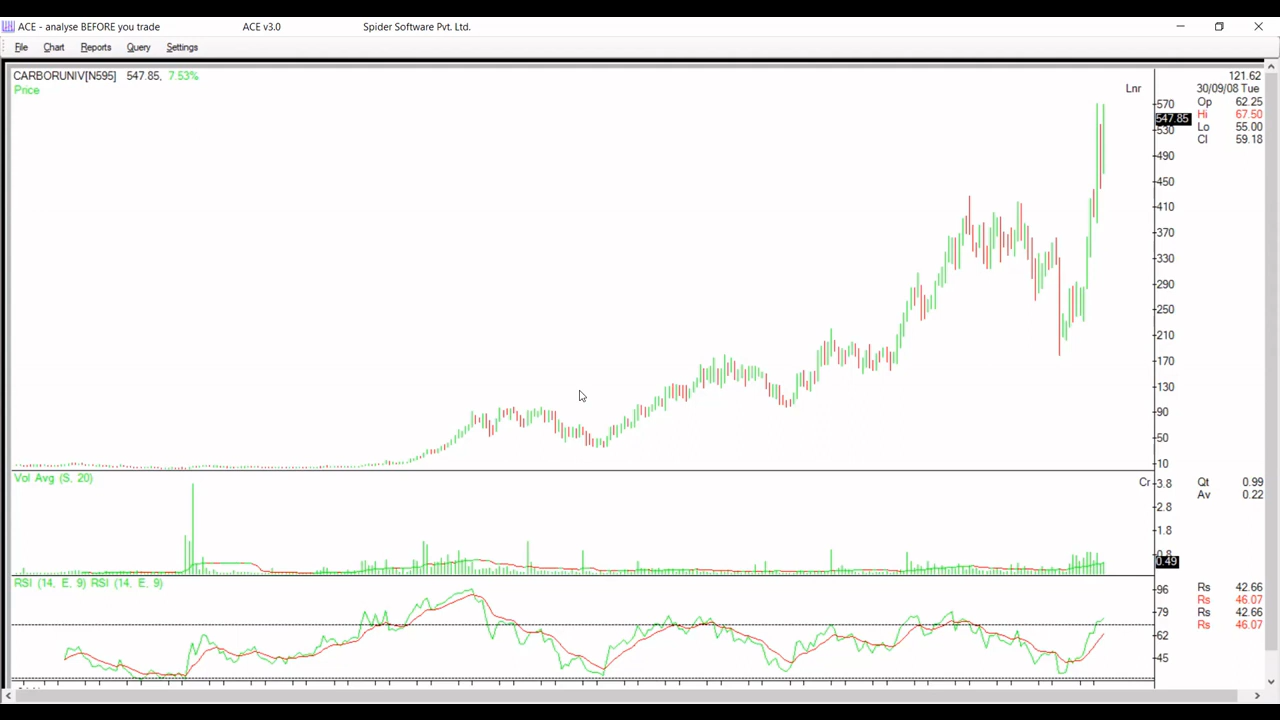 ACE - analyse BEFORE you trade ACE v3.0 Spider Software Pvt. Ltd.
File Chart Reports Query Settings
CARBORUNIV[N595] 547.85, 7.53%
Price
Lnr
121.62
30/09/08 Tue
Op 62.25
Hi 67.50
Lo 55.00
Cl 59.18
570
547.85
530
490
450
410
370
330
290
250
210
170
130
90
50
10
Vol Avg (S, 20)
Cr
3.8
2.8
1.8
0.8
0.49
Qt 0.99
Av 0.22
RSI (14, E, 9) RSI (14, E, 9)
96
79
62
45
Rs 42.66
Rs 46.07
Rs 42.66
Rs 46.07